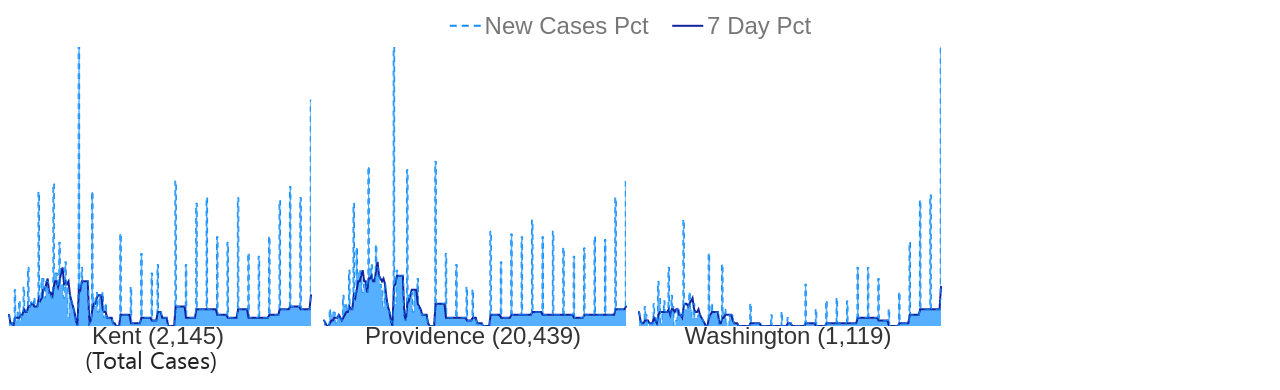 New Cases Pct 7 Day Pct
Kent (2,145) Providence (20,439) Washington (1,119)
(Total Cases)